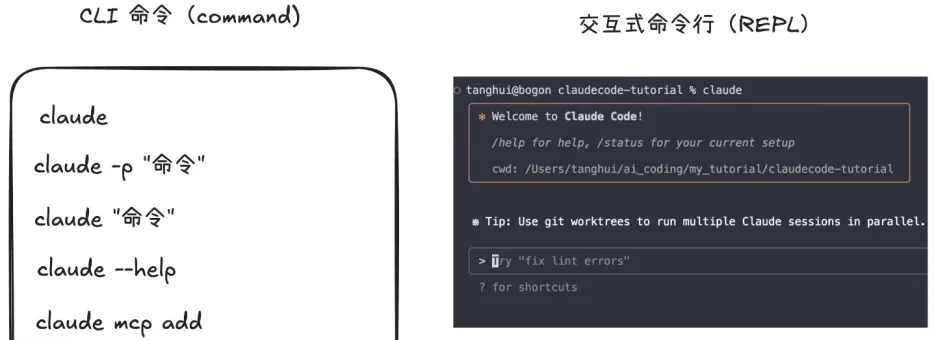 CLI 命令（command）
claude
claude -p "命令"
claude "命令"
claude --help
claude mcp add
交互式命令行（REPL）
tanghui@bogon claudecode-tutorial % claude
✻ Welcome to Claude Code!
/help for help, /status for your current setup
cwd: /Users/tanghui/ai_coding/my_tutorial/claudecode-tutorial
※ Tip: Use git worktrees to run multiple Claude sessions in parallel.
> Try "fix lint errors"
? for shortcuts